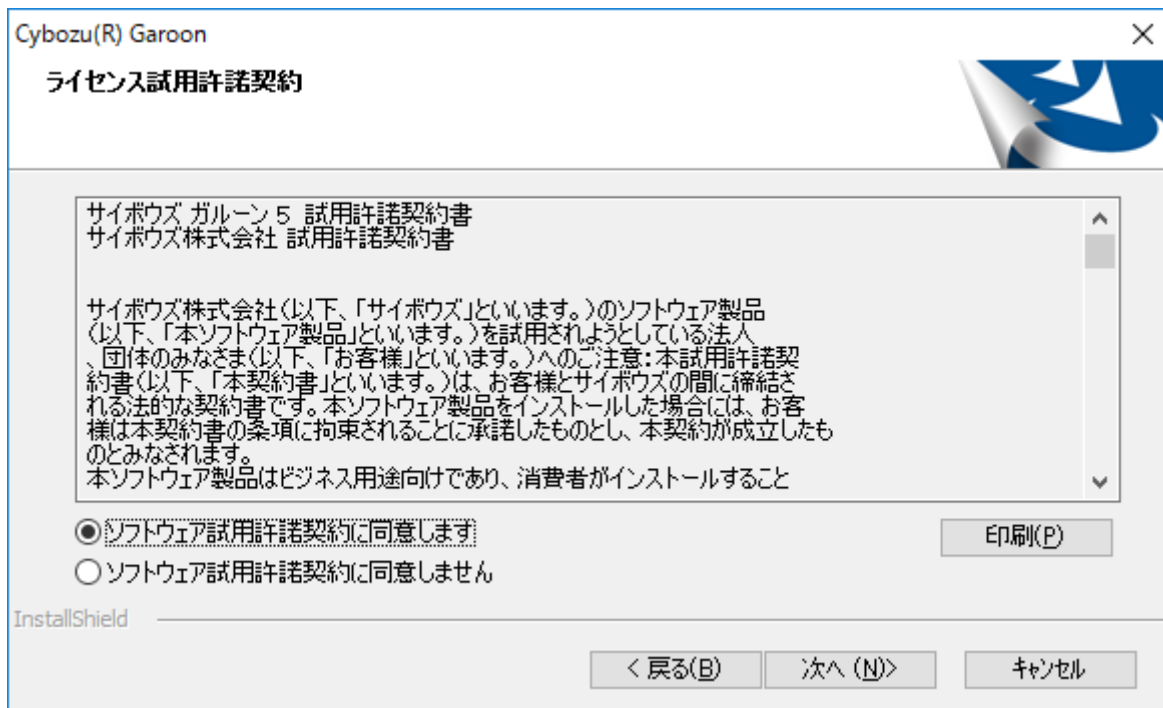 Cybozu(R) Garoon
ライセンス試用許諾契約
サイボウズ ガルーン 5 試用許諾契約書
サイボウズ株式会社 試用許諾契約書
サイボウズ株式会社(以下、「サイボウズ」といいます。)のソフトウェア製品
(以下、「本ソフトウェア製品」といいます。)を試用されようとしている法人
、団体のみなさま(以下、「お客様」といいます。)へのご注意:本試用許諾契
約書(以下、「本契約書」といいます。)は、お客様とサイボウズの間に締結さ
れる法的な契約書です。本ソフトウェア製品をインストールした場合には、お客
様は本契約書の条項に拘束されることに承諾したものとし、本契約が成立したも
のとみなされます。
本ソフトウェア製品はビジネス用途向けであり、消費者がインストールすること
ソフトウェア試用許諾契約に同意します
印刷(P)
ソフトウェア試用許諾契約に同意しません
InstallShield
< 戻る(B)
次へ (N)>
キャンセル